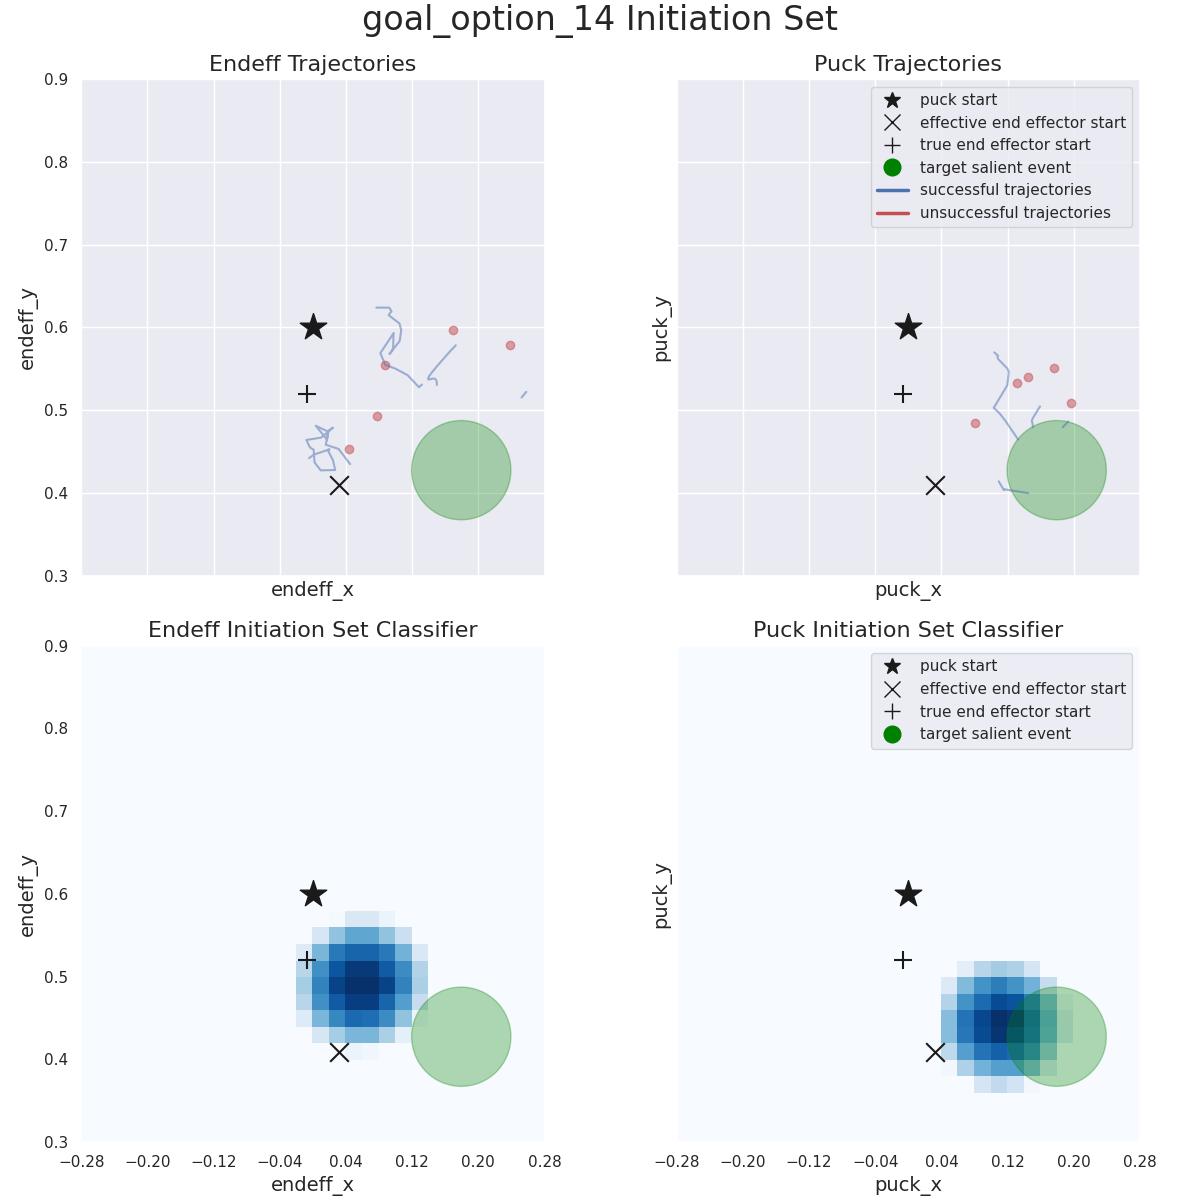 goal_option_14 Initiation Set
Endeff Trajectories
0.9
0.8
0.7
0.6
0.5
0.4
0.3
endeff_y
endeff_x
Puck Trajectories
puck start
effective end effector start
true end effector start
target salient event
successful trajectories
unsuccessful trajectories
puck_y
puck_x
Endeff Initiation Set Classifier
0.9
0.8
0.7
0.6
0.5
0.4
0.3
endeff_y
−0.28 −0.20 −0.12 −0.04 0.04 0.12 0.20 0.28
endeff_x
Puck Initiation Set Classifier
puck start
effective end effector start
true end effector start
target salient event
puck_y
−0.28 −0.20 −0.12 −0.04 0.04 0.12 0.20 0.28
puck_x